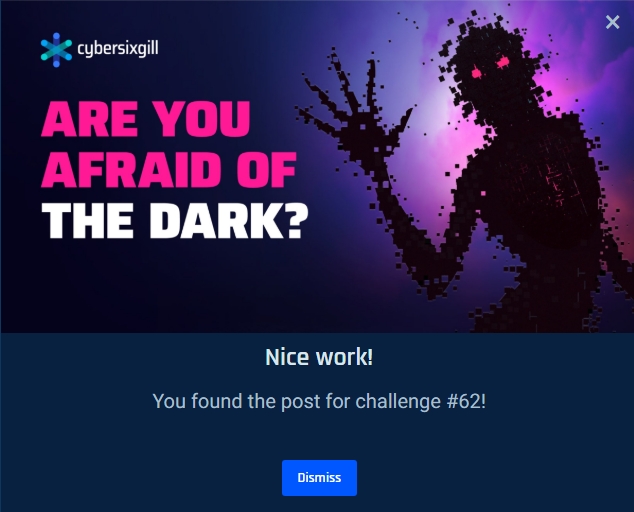 cybersixgill
ARE YOU
AFRAID OF
THE DARK?
Nice work!
You found the post for challenge #62!
Dismiss